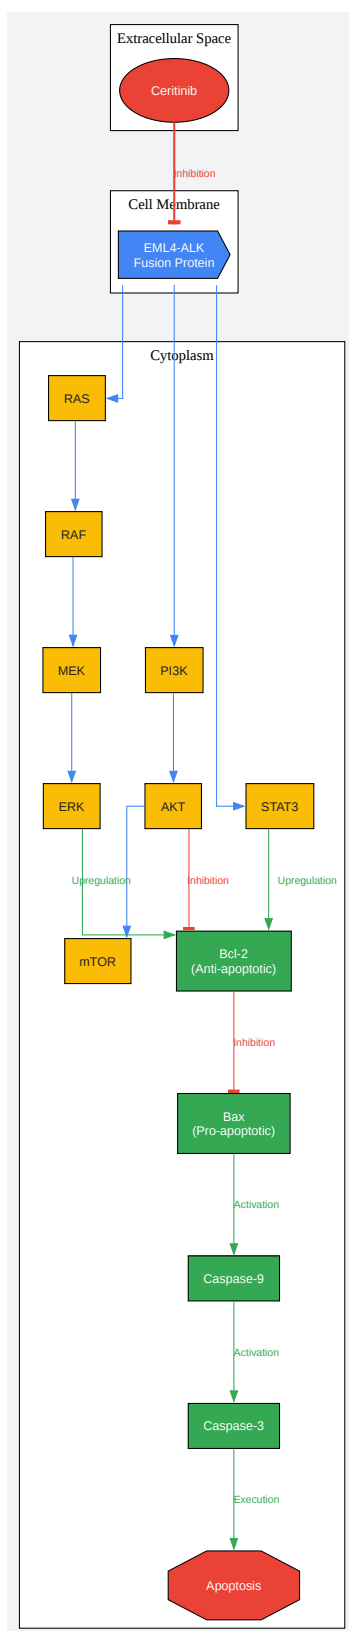 Extracellular Space
Ceritinib
Inhibition
Cell Membrane
EML4-ALK
Fusion Protein
Cytoplasm
RAS
RAF
MEK
PI3K
ERK
AKT
STAT3
Upregulation
Inhibition
Upregulation
mTOR
Bcl-2
(Anti-apoptotic)
Inhibition
Bax
(Pro-apoptotic)
Activation
Caspase-9
Activation
Caspase-3
Execution
Apoptosis